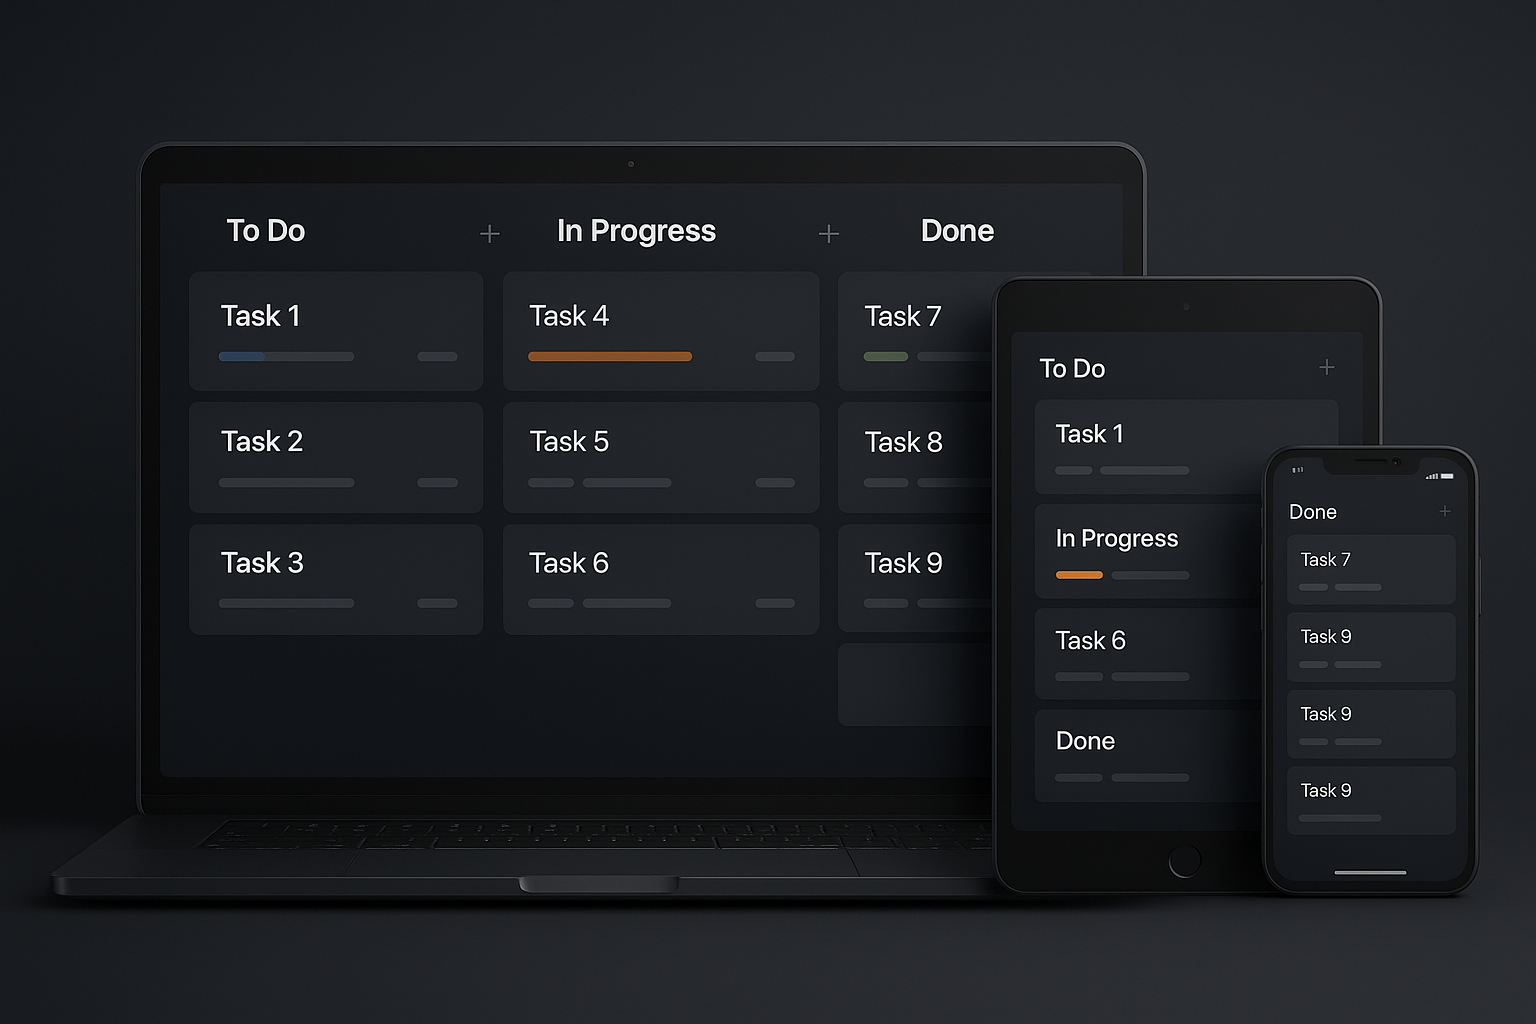 To Do
In Progress
Done
Task 1
Task 4
Task 7
Task 2
Task 5
Task 8
Task 3
Task 6
Task 9
To Do
Task 1
In Progress
Task 6
Done
Done
Task 7
Task 9
Task 9
Task 9